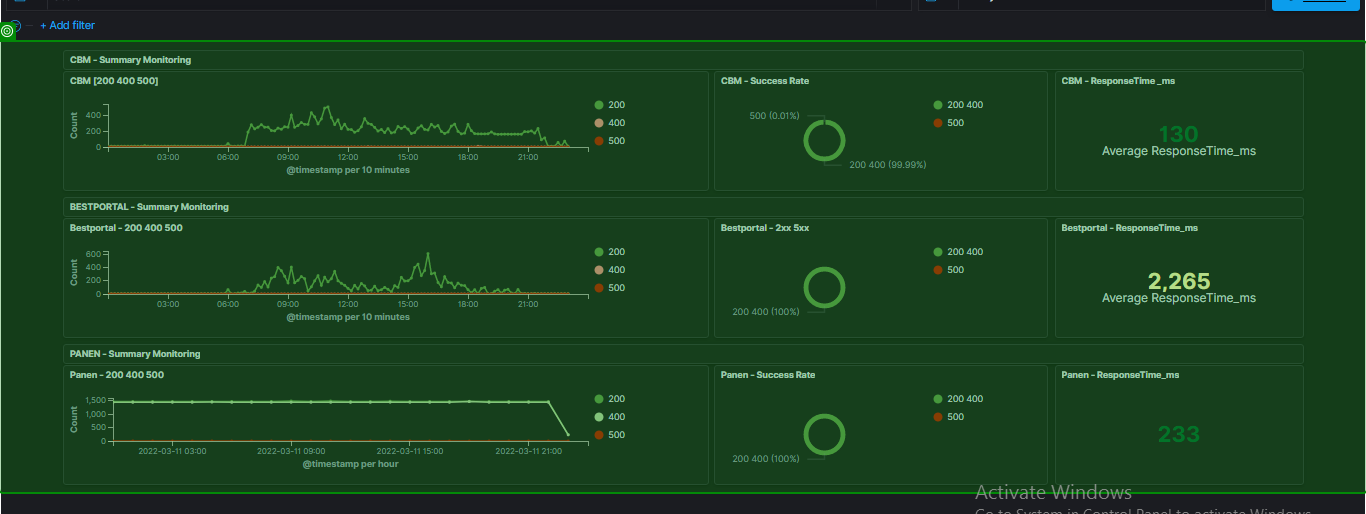 + Add filter
CBM - Summary Monitoring
CBM [200 400 500]
Count
400
200
0
03:00 06:00 09:00 12:00 15:00 18:00 21:00
@timestamp per 10 minutes
200
400
500
CBM - Success Rate
500 (0.01%)
200 400 (99.99%)
200 400
500
CBM - ResponseTime_ms
130
Average ResponseTime_ms
BESTPORTAL - Summary Monitoring
Bestportal - 200 400 500
Count
600
400
200
0
03:00 06:00 09:00 12:00 15:00 18:00 21:00
@timestamp per 10 minutes
200
400
500
Bestportal - 2xx 5xx
200 400 (100%)
200 400
500
Bestportal - ResponseTime_ms
2,265
Average ResponseTime_ms
PANEN - Summary Monitoring
Panen - 200 400 500
Count
1,500
1,000
500
0
2022-03-11 03:00 2022-03-11 09:00 2022-03-11 15:00 2022-03-11 21:00
@timestamp per hour
200
400
500
Panen - Success Rate
200 400 (100%)
200 400
500
Panen - ResponseTime_ms
233
Activate Windows
Go to System in Control Panel to activate Windows.